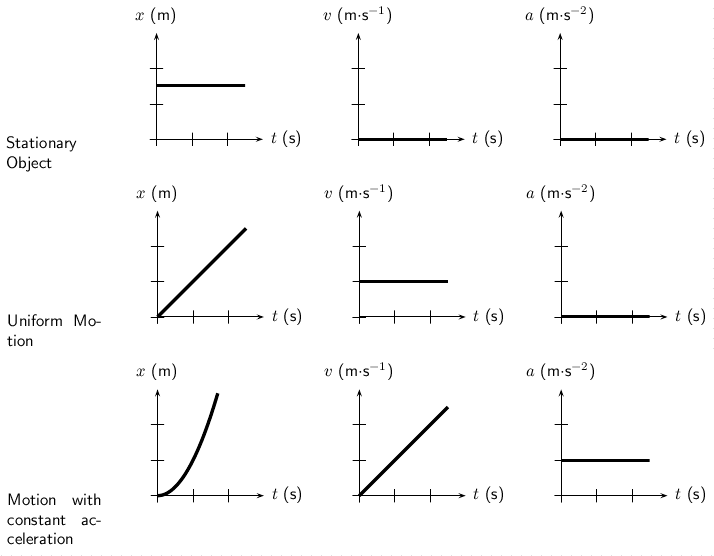 x (m)
v (m·s⁻¹)
a (m·s⁻²)
t (s)
t (s)
t (s)
Stationary
Object
x (m)
v (m·s⁻¹)
a (m·s⁻²)
t (s)
t (s)
t (s)
Uniform Mo-
tion
x (m)
v (m·s⁻¹)
a (m·s⁻²)
t (s)
t (s)
t (s)
Motion with
constant ac-
celeration